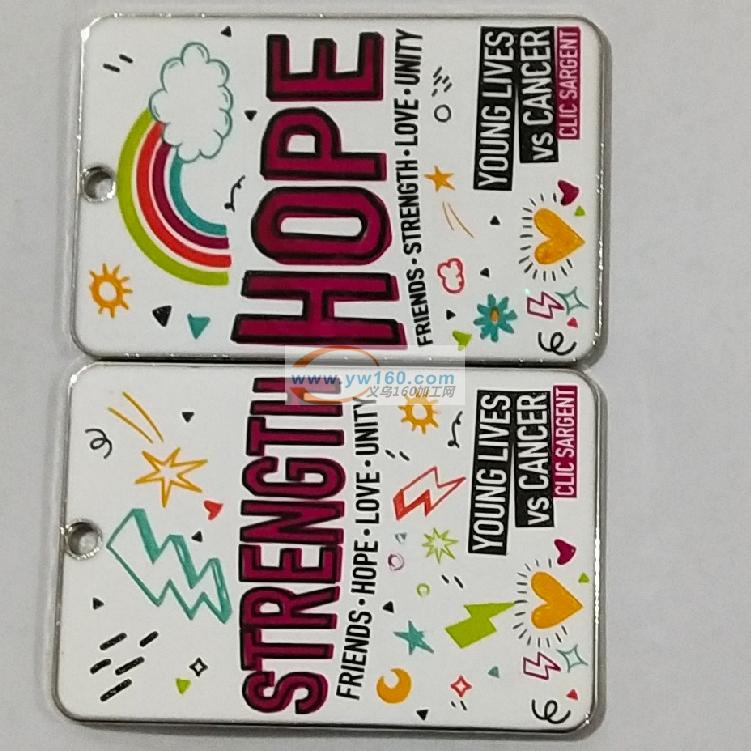 HOPE
FRIENDS • STRENGTH • LOVE • UNITY
YOUNG LIVES
vs CANCER
CLIC SARGENT
www.yw160.com
义乌160加工网
STRENGTH
FRIENDS • HOPE • LOVE • UNITY
YOUNG LIVES
vs CANCER
CLIC SARGENT